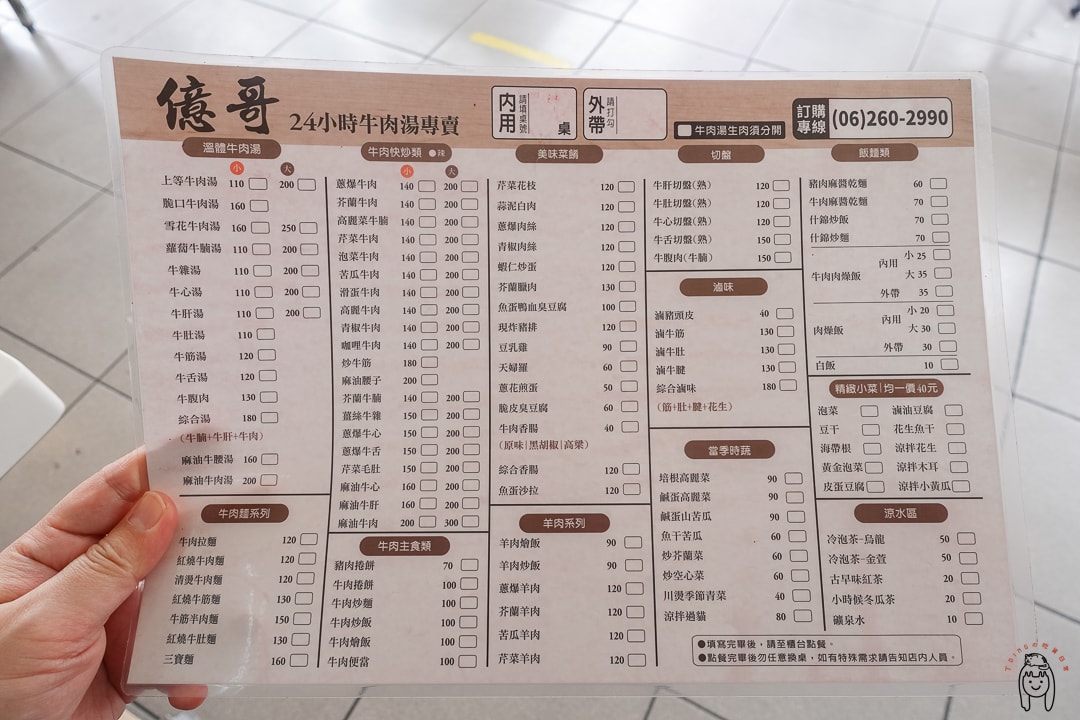 億哥 24小時牛肉湯專賣
內用 請填桌號 桌
外帶 請打勾
牛肉湯生肉須分開
訂購專線 (06)260-2990
溫體牛肉湯
小 大
上等牛肉湯 110 200
脆口牛肉湯 160
雪花牛肉湯 160 250
蘿蔔牛腩湯 110 200
牛雜湯 110 200
牛心湯 110 200
牛肝湯 110 200
牛肚湯 110
牛筋湯 120
牛舌湯 120
牛腹肉 130
綜合湯 180
(牛腩+牛肝+牛肉)
麻油牛腰湯 160
麻油牛肉湯 200
牛肉麵系列
牛肉拉麵 120
紅燒牛肉麵 120
清燙牛肉麵 120
紅燒牛筋麵 130
牛筋半肉麵 150
紅燒牛肚麵 130
三寶麵 160
牛肉快炒類 ●辣
小 大
蔥爆牛肉 140 200
芥蘭牛肉 140 200
高麗菜牛腩 140 200
芹菜牛肉 140 200
泡菜牛肉 140 200
苦瓜牛肉 140 200
滑蛋牛肉 140 200
高麗牛肉 140 200
青椒牛肉 140 200
咖哩牛肉 140 200
炒牛筋 180
麻油腰子 200
芥蘭牛腩 140 200
薑絲牛雜 150 200
蔥爆牛心 150 200
蔥爆牛舌 150 200
芹菜毛肚 150 200
麻油牛心 160 200
麻油牛肝 160 200
麻油牛肉 200 300
牛肉主食類
豬肉捲餅 70
牛肉捲餅 100
牛肉炒麵 100
牛肉炒飯 100
牛肉燴飯 100
牛肉便當 100
美味菜餚
芹菜花枝 120
蒜泥白肉 120
蔥爆肉絲 120
青椒肉絲 120
蝦仁炒蛋 120
芥蘭臘肉 130
魚蛋鴨血臭豆腐 100
現炸豬排 120
豆乳雞 90
天婦羅 60
蔥花煎蛋 50
脆皮臭豆腐 60
牛肉香腸 40
(原味|黑胡椒|高粱)
綜合香腸 120
魚蛋沙拉 120
羊肉系列
羊肉燴飯 90
羊肉炒飯 90
蔥爆羊肉 120
芥蘭羊肉 120
苦瓜羊肉 120
芹菜羊肉 120
切盤
牛肝切盤(熟) 120
牛肚切盤(熟) 120
牛心切盤(熟) 120
牛舌切盤(熟) 150
牛腹肉(牛腩) 150
滷味
滷豬頭皮 40
滷牛筋 130
滷牛肚 130
滷牛腱 130
綜合滷味 180
(筋+肚+腱+花生)
當季時蔬
培根高麗菜 90
鹹蛋高麗菜 90
鹹蛋山苦瓜 90
魚干苦瓜 60
炒芥蘭菜 60
炒空心菜 60
川燙季節青菜 40
涼拌過貓 80
飯麵類
豬肉麻醬乾麵 60
牛肉麻醬乾麵 70
什錦炒飯 70
什錦炒麵 70
牛肉肉燥飯 內用 小 25
大 35
外帶 35
肉燥飯 內用 小 20
大 30
外帶 30
白飯 10
精緻小菜|均一價40元
泡菜 滷油豆腐
豆干 花生魚干
海帶根 涼拌花生
黃金泡菜 涼拌木耳
皮蛋豆腐 涼拌小黃瓜
涼水區
冷泡茶-烏龍 50
冷泡茶-金萱 50
古早味紅茶 20
小時候冬瓜茶 20
礦泉水 10
●填寫完畢後，請至櫃台點餐。
●點餐完畢後勿任意換桌，如有特殊需求請告知店內人員。